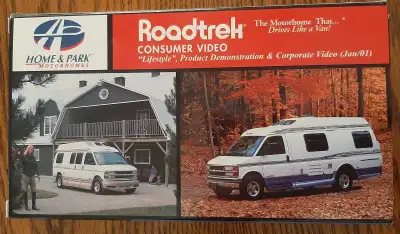 HOME & PARK
MOTORHOMES
Roadtrek
CONSUMER VIDEO
The Motorhome That...
Drives Like a Van!
"Lifestyle", Product Demonstration & Corporate Video (Jan/01)